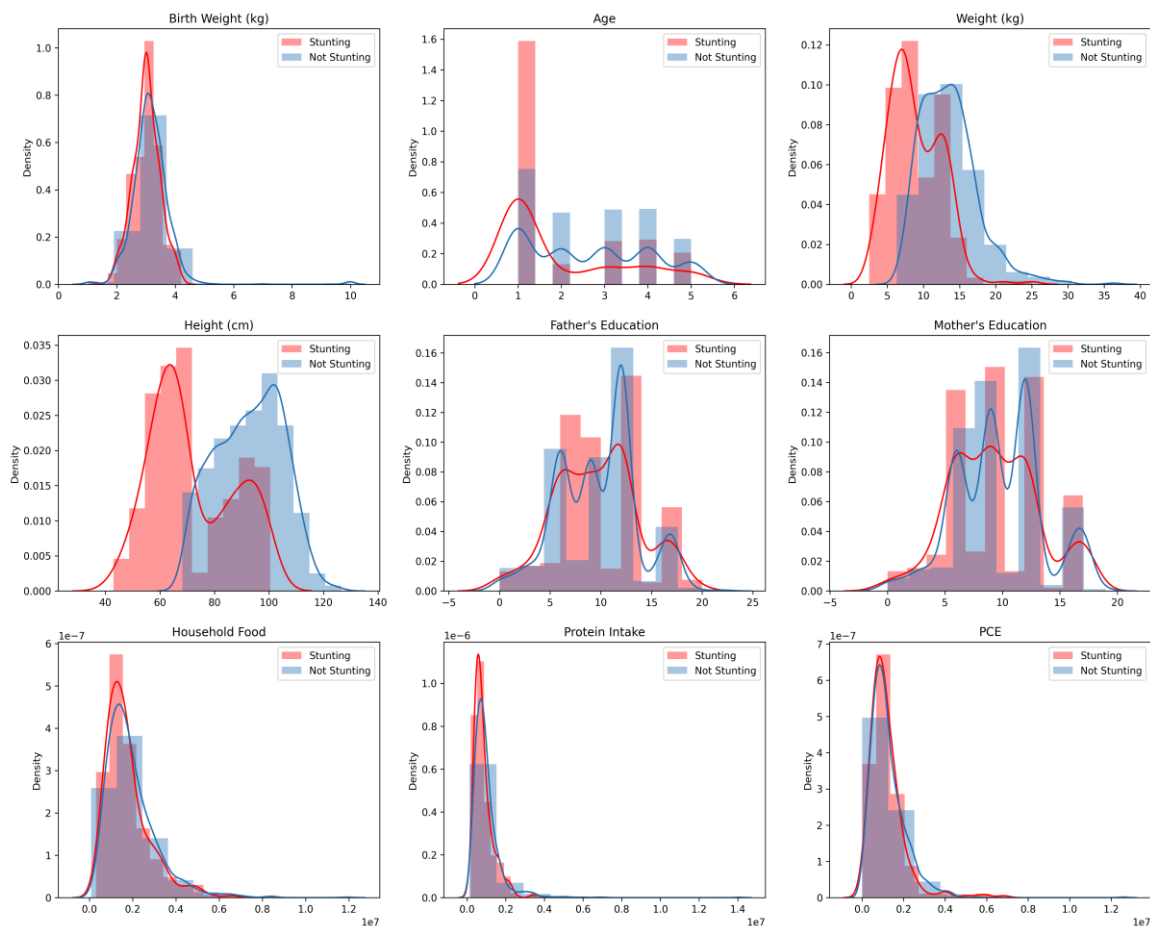 Birth Weight (kg)
Stunting
Not Stunting
Density
1.0
0.8
0.6
0.4
0.2
0.0
0 2 4 6 8 10
Age
Stunting
Not Stunting
Density
1.6
1.4
1.2
1.0
0.8
0.6
0.4
0.2
0.0
0 1 2 3 4 5 6
Weight (kg)
Stunting
Not Stunting
Density
0.12
0.10
0.08
0.06
0.04
0.02
0.00
0 5 10 15 20 25 30 35 40
Height (cm)
Stunting
Not Stunting
Density
0.035
0.030
0.025
0.020
0.015
0.010
0.005
0.000
40 60 80 100 120 140
Father's Education
Stunting
Not Stunting
Density
0.16
0.14
0.12
0.10
0.08
0.06
0.04
0.02
0.00
−5 0 5 10 15 20 25
Mother's Education
Stunting
Not Stunting
Density
0.16
0.14
0.12
0.10
0.08
0.06
0.04
0.02
0.00
−5 0 5 10 15 20
Household Food
1e−7
Stunting
Not Stunting
Density
6
5
4
3
2
1
0
0.0 0.2 0.4 0.6 0.8 1.0 1.2
1e7
Protein Intake
1e−6
Stunting
Not Stunting
Density
1.0
0.8
0.6
0.4
0.2
0.0
0.0 0.2 0.4 0.6 0.8 1.0 1.2 1.4
1e7
PCE
1e−7
Stunting
Not Stunting
Density
7
6
5
4
3
2
1
0
0.0 0.2 0.4 0.6 0.8 1.0 1.2
1e7